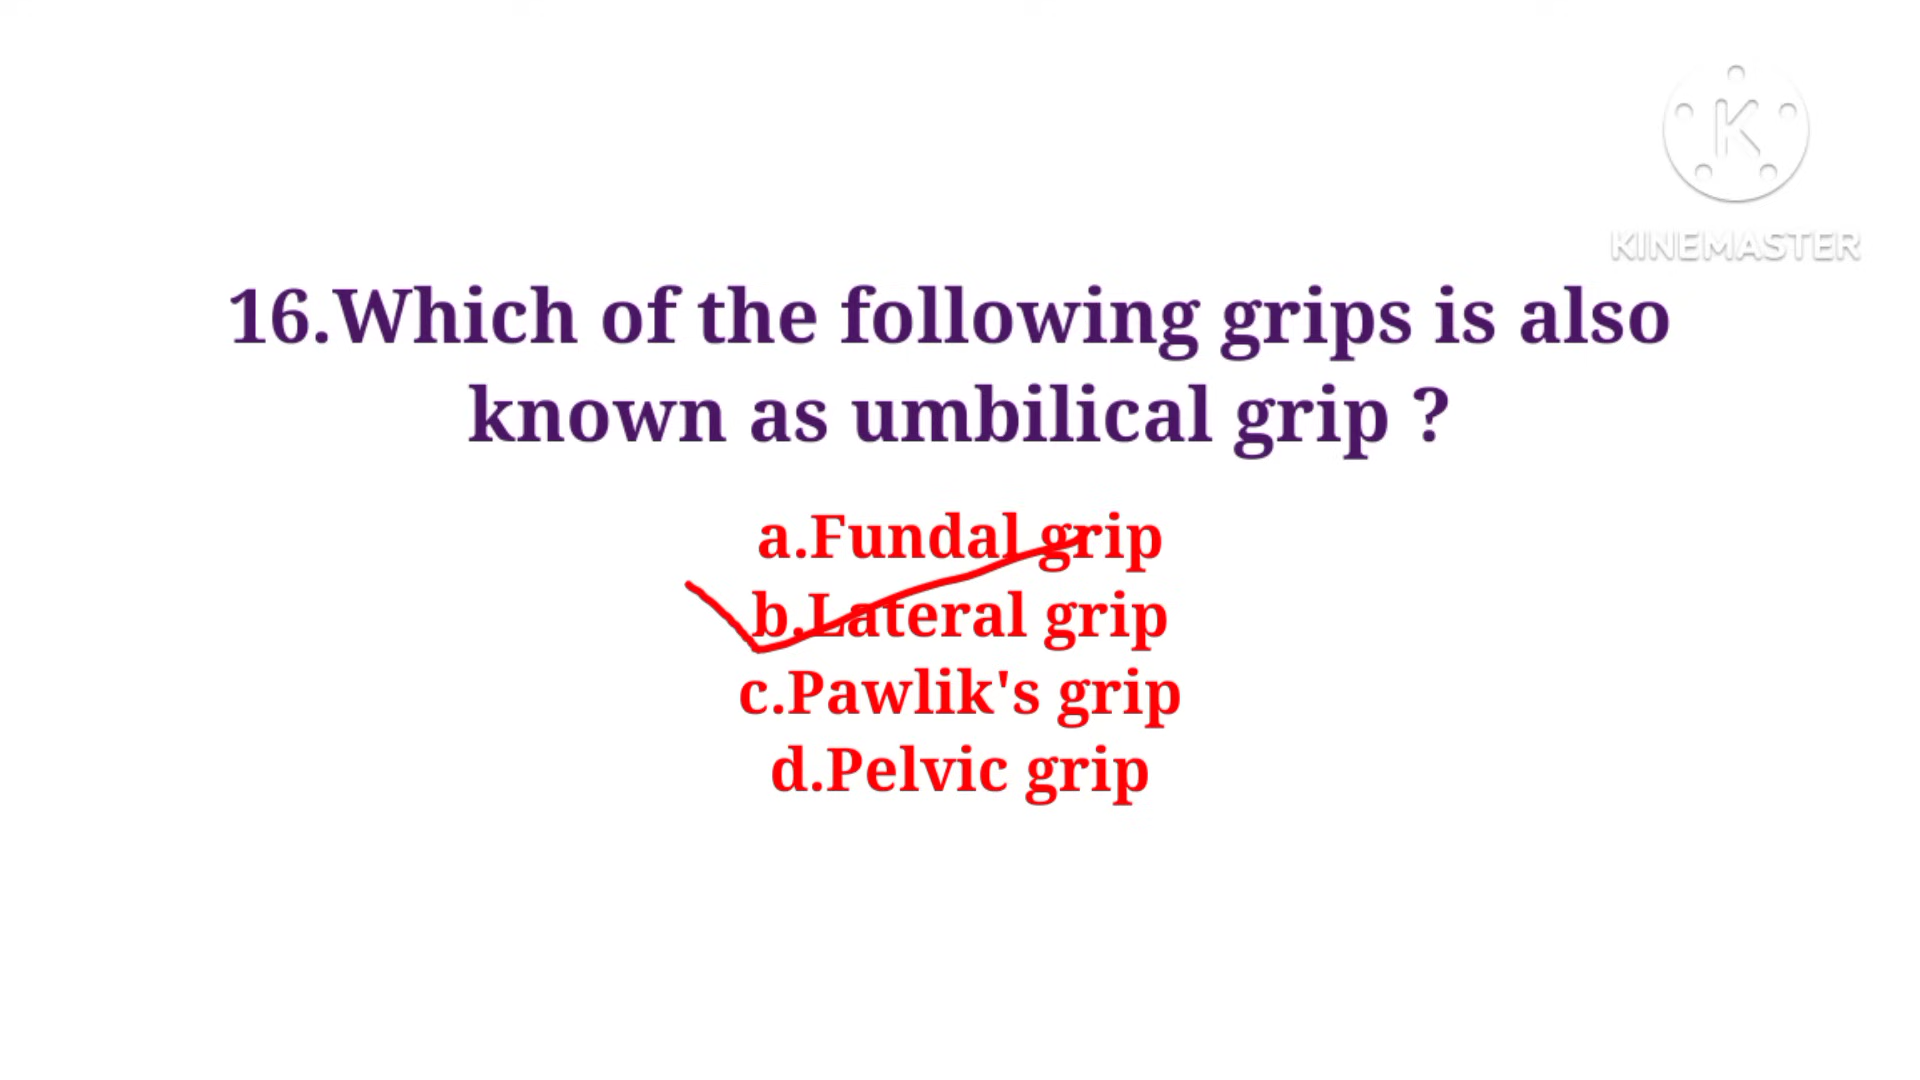 K
KINEMASTER
16.Which of the following grips is also
known as umbilical grip ?
a.Fundal grip
b.Lateral grip
c.Pawlik's grip
d.Pelvic grip